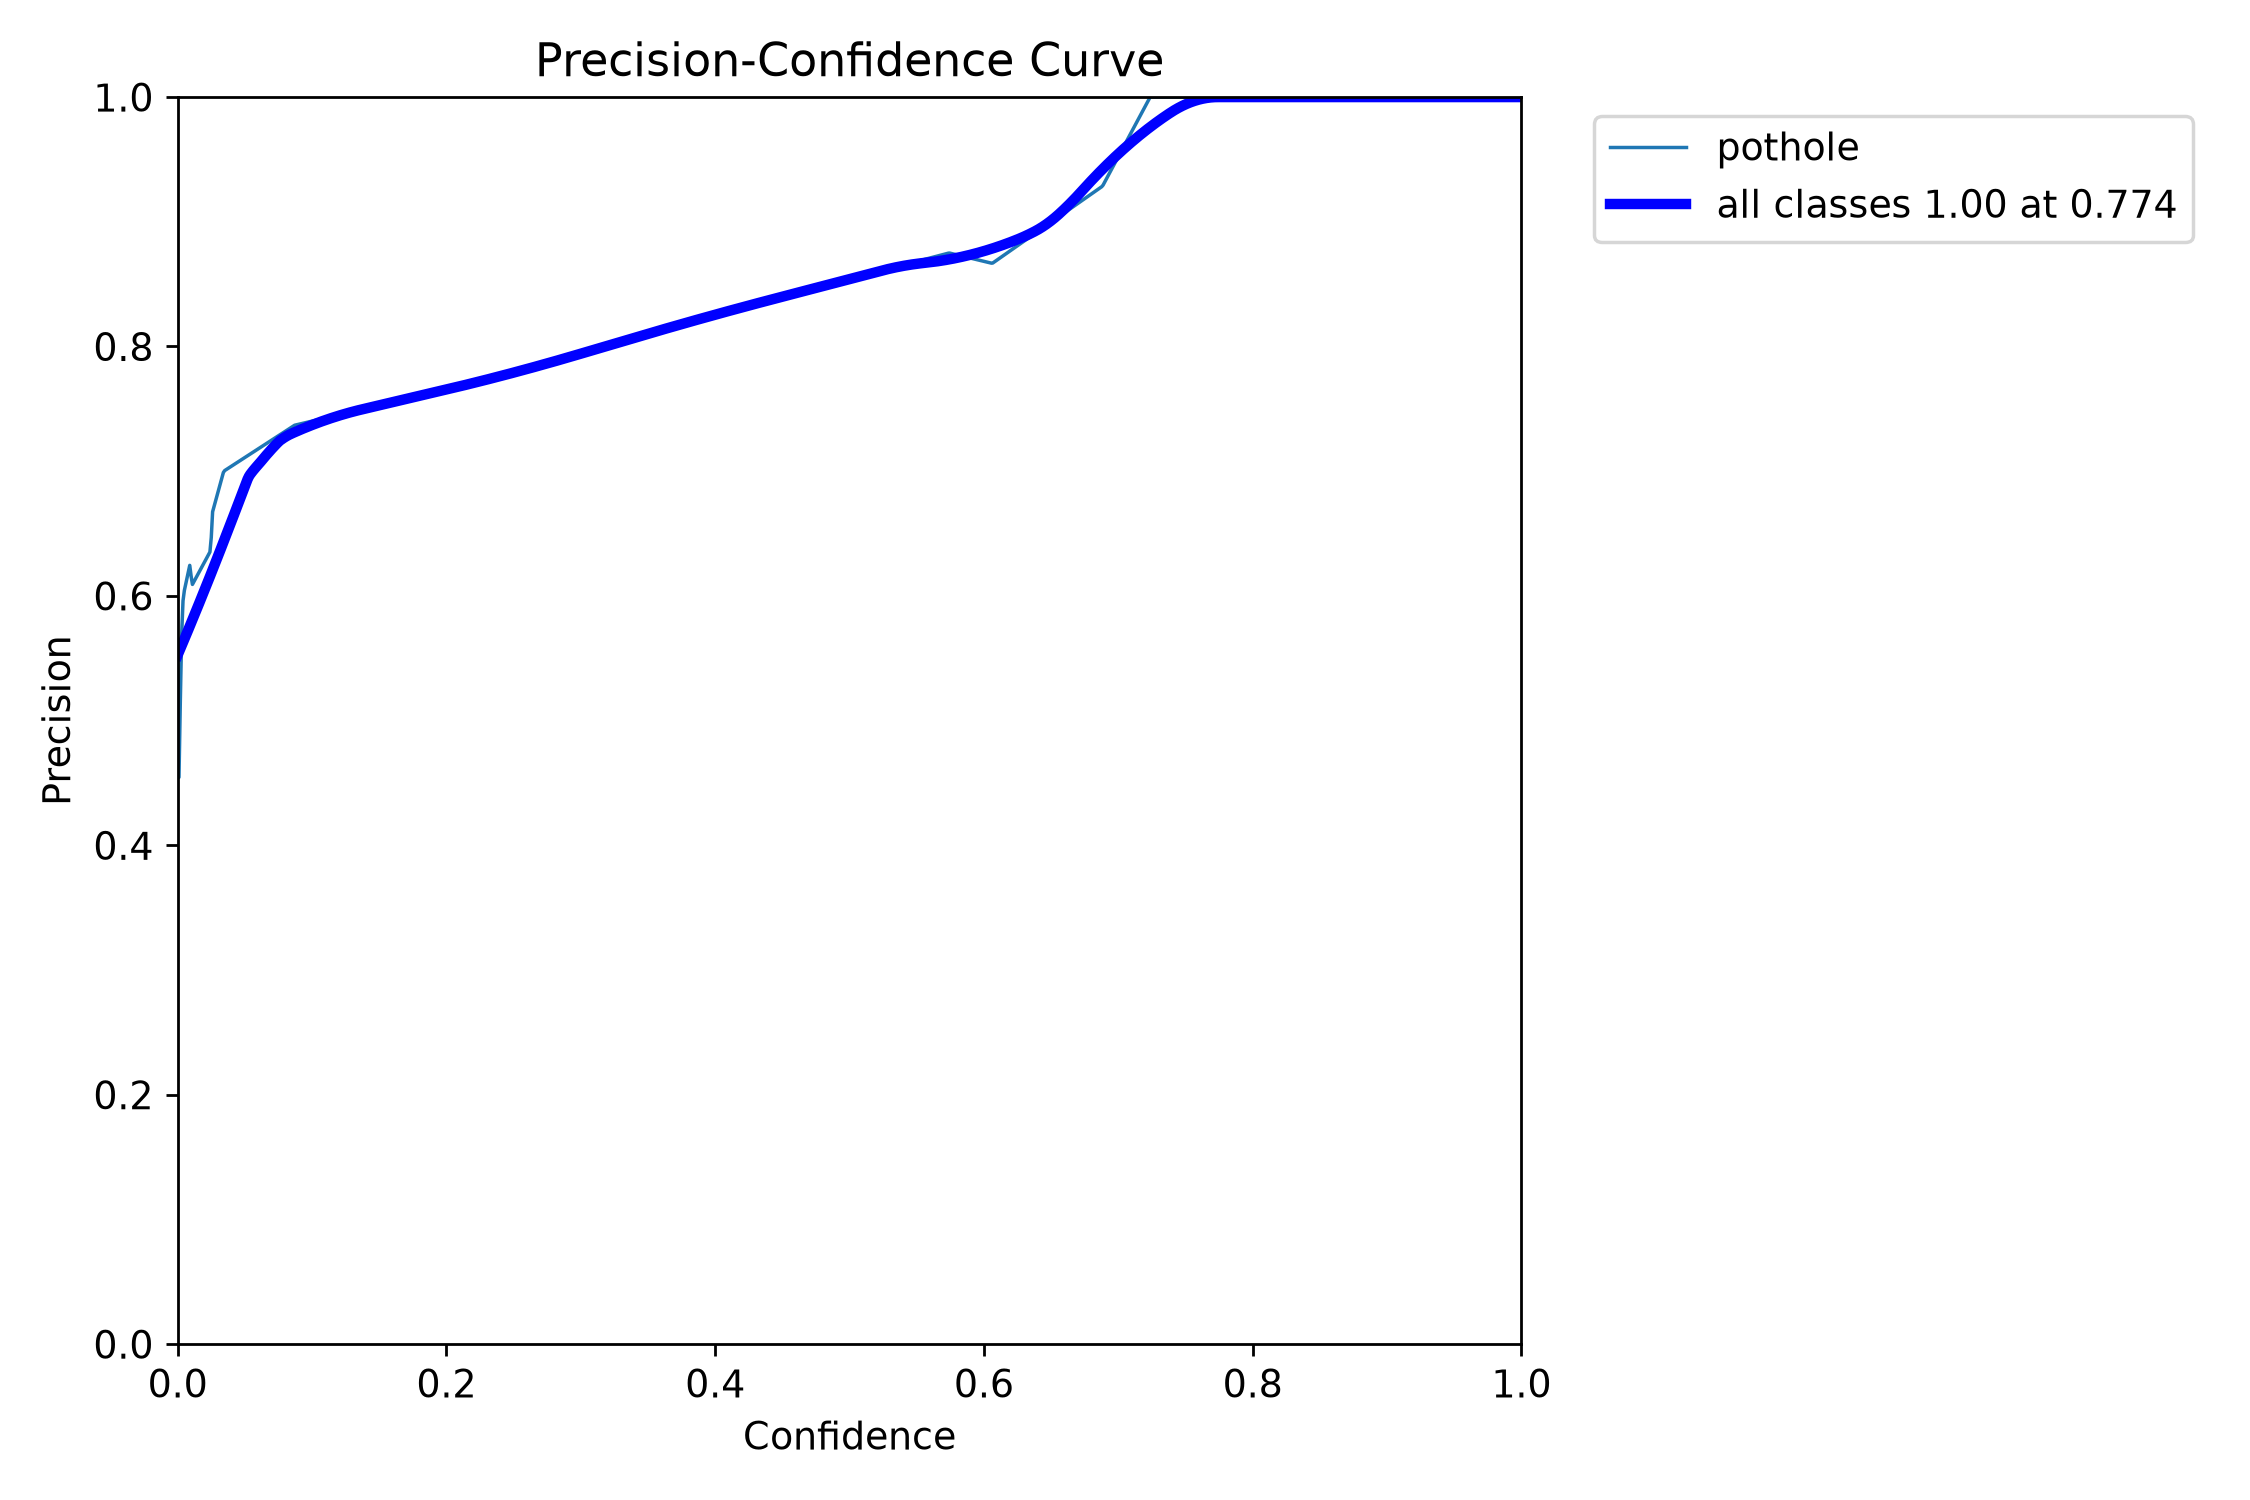 Precision-Confidence Curve
pothole
all classes 1.00 at 0.774
Precision
1.0
0.8
0.6
0.4
0.2
0.0
0.0 0.2 0.4 0.6 0.8 1.0
Confidence